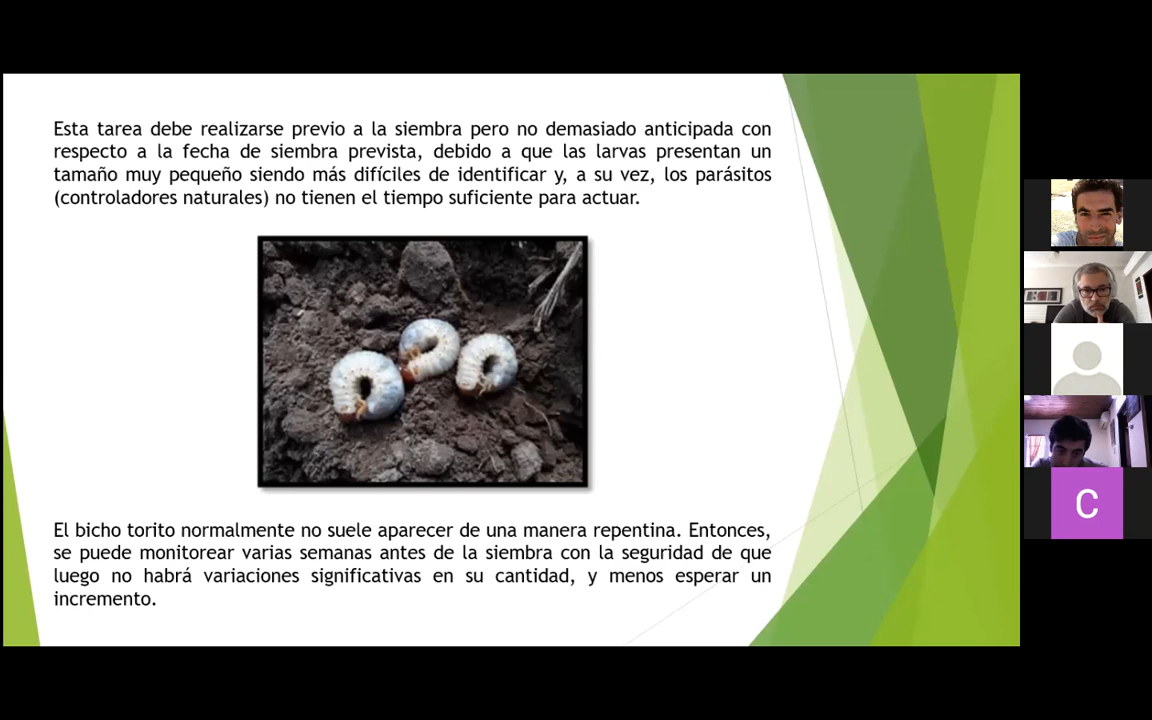 Esta tarea debe realizarse previo a la siembra pero no demasiado anticipada con
respecto a la fecha de siembra prevista, debido a que las larvas presentan un
tamaño muy pequeño siendo más difíciles de identificar y, a su vez, los parásitos
(controladores naturales) no tienen el tiempo suficiente para actuar.
El bicho torito normalmente no suele aparecer de una manera repentina. Entonces,
se puede monitorear varias semanas antes de la siembra con la seguridad de que
luego no habrá variaciones significativas en su cantidad, y menos esperar un
incremento.
C